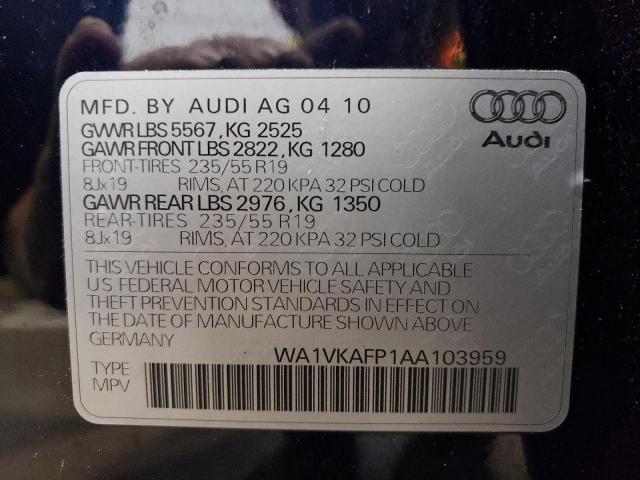 MFD. BY AUDI AG 04 10
GVWR LBS 5567, KG 2525
GAWR FRONT LBS 2822, KG 1280
FRONT-TIRES 235/55 R19
8Jx19 RIMS, AT 220 KPA 32 PSI COLD
GAWR REAR LBS 2976, KG 1350
REAR-TIRES 235/55 R19
8Jx19 RIMS, AT 220 KPA 32 PSI COLD
Audi
THIS VEHICLE CONFORMS TO ALL APPLICABLE
U.S FEDERAL MOTOR VEHICLE SAFETY AND
THEFT PREVENTION STANDARDS IN EFFECT ON
THE DATE OF MANUFACTURE SHOWN ABOVE
GERMANY
WA1VKAFP1AA103959
TYPE
MPV